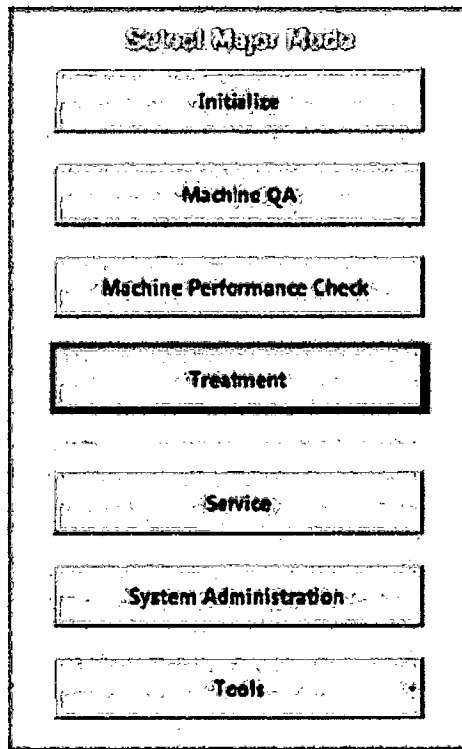 Select Major Mode
Initialize
Machine QA
Machine Performance Check
Treatment
Service
System Administration
Tools